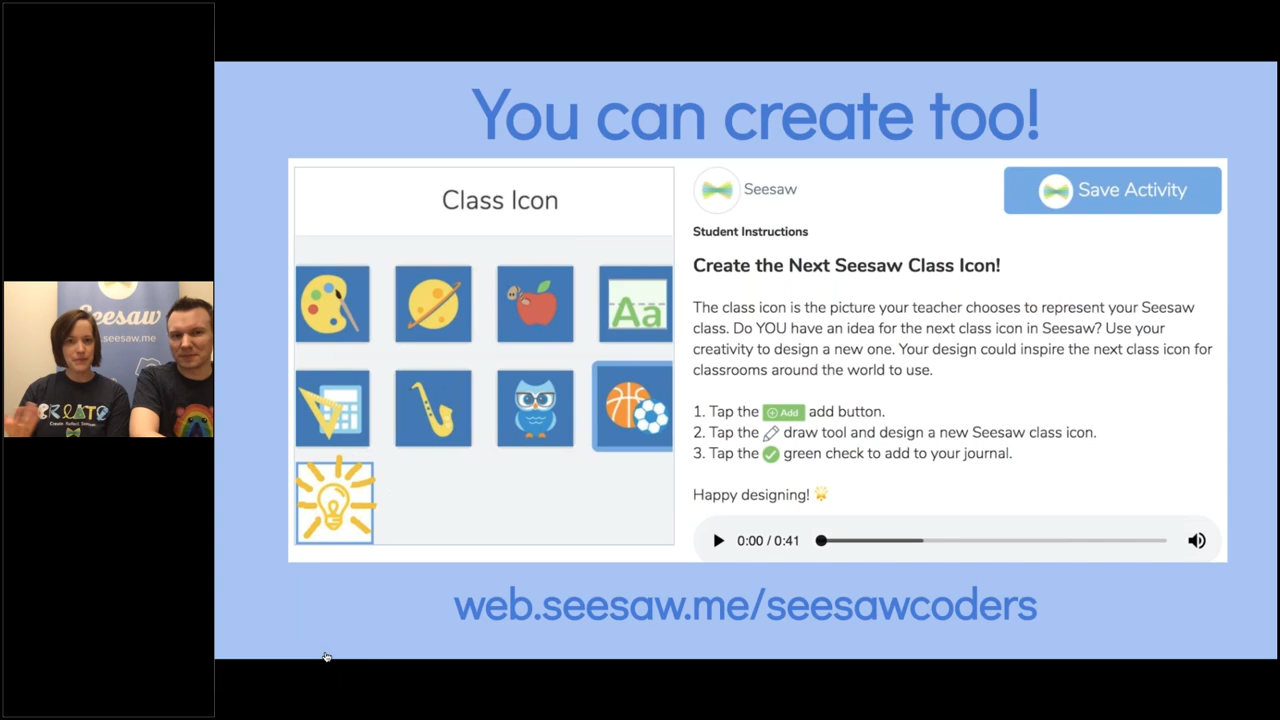 You can create too!
Class Icon
Aa
Seesaw
Save Activity
Student Instructions
Create the Next Seesaw Class Icon!
The class icon is the picture your teacher chooses to represent your Seesaw
class. Do YOU have an idea for the next class icon in Seesaw? Use your
creativity to design a new one. Your design could inspire the next class icon for
classrooms around the world to use.
1. Tap the Add add button.
2. Tap the draw tool and design a new Seesaw class icon.
3. Tap the green check to add to your journal.
Happy designing!
0:00 / 0:41
web.seesaw.me/seesawcoders
Seesaw
.seesaw.me
CREATE